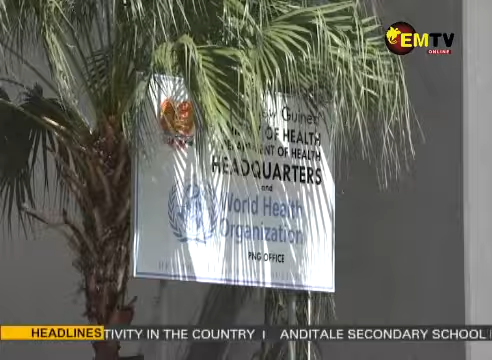 EMTV
ONLINE
Guinea
OF HEALTH
OF HEALTH
HEADQUARTERS
and
World Health
Organization
PNG OFFICE
HEADLINES TIVITY IN THE COUNTRY I ANDITALE SECONDARY SCHOOL I